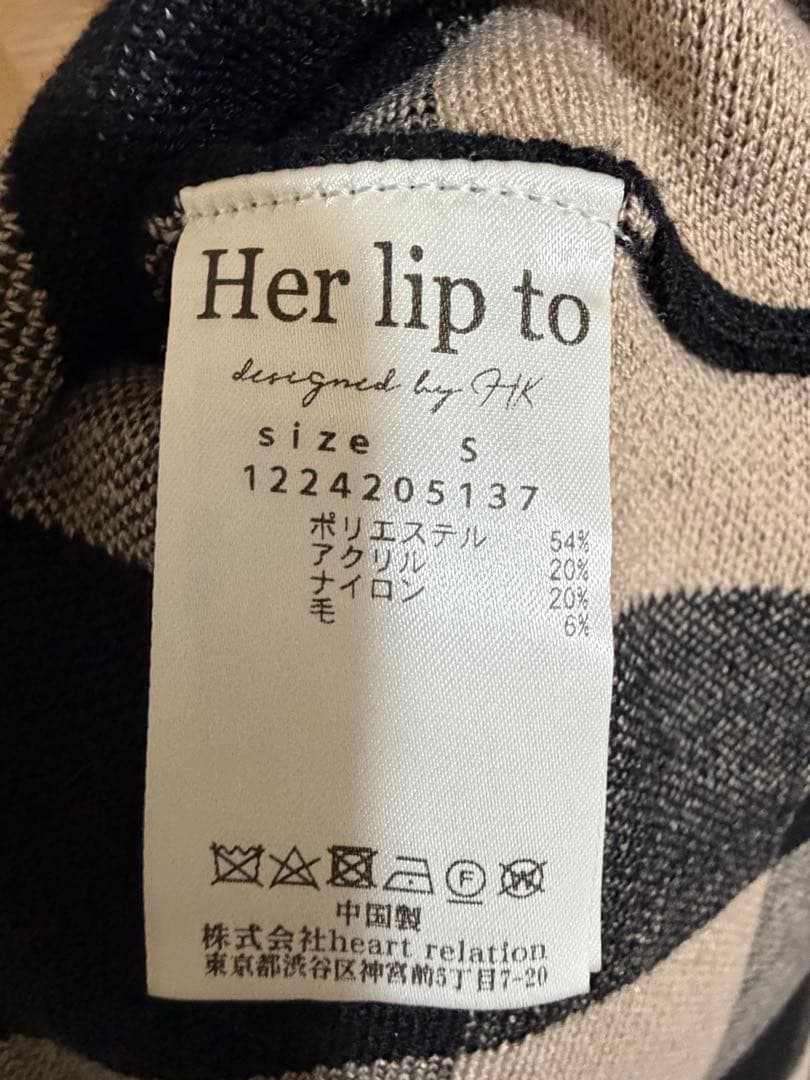 Her lip to
designed by HK
size S
1224205137
ポリエステル 54%
アクリル 20%
ナイロン 20%
毛 6%
F W
中国製
株式会社heart relation
東京都渋谷区神宮前5丁目7-20